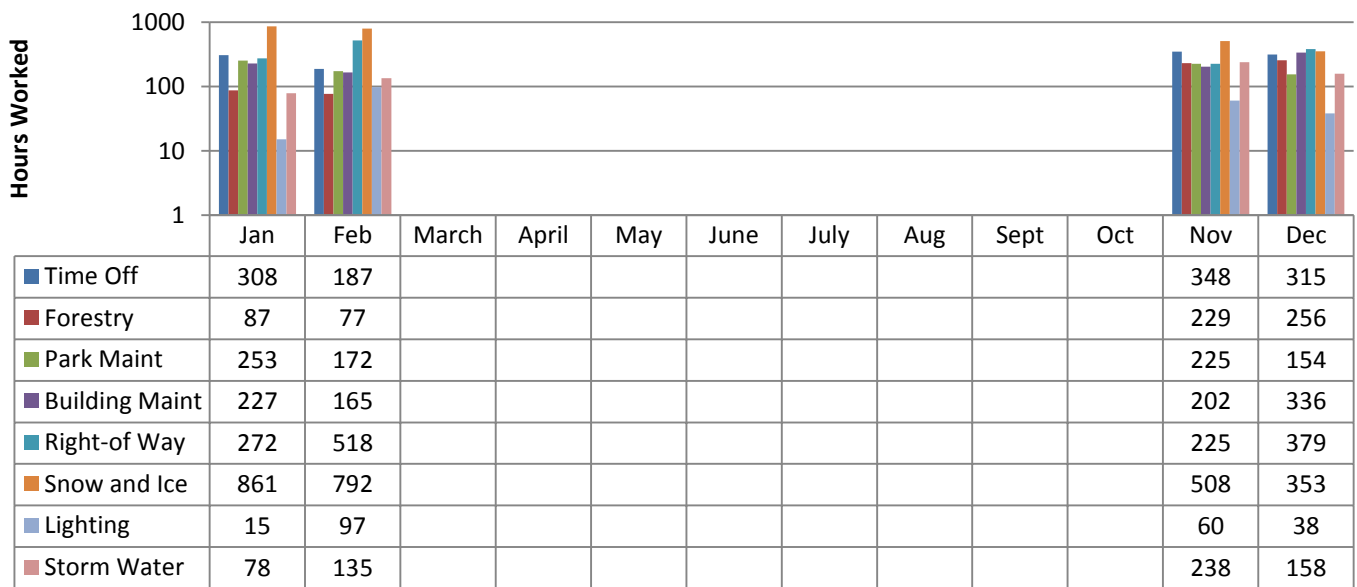 Hours Worked
1000
100
10
1
Jan Feb March April May June July Aug Sept Oct Nov Dec
Time Off 308 187 348 315
Forestry 87 77 229 256
Park Maint 253 172 225 154
Building Maint 227 165 202 336
Right-of Way 272 518 225 379
Snow and Ice 861 792 508 353
Lighting 15 97 60 38
Storm Water 78 135 238 158